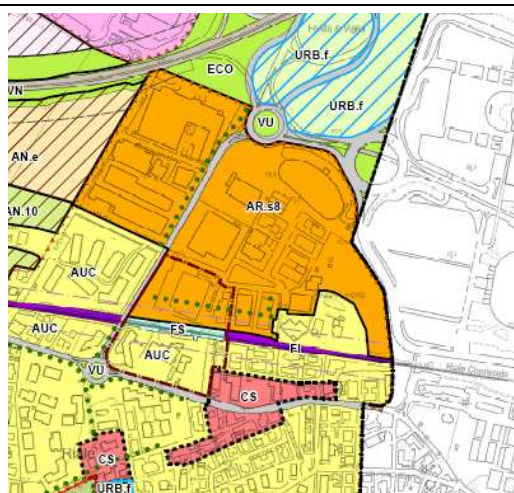 ECO
URB.f
VN
URB.f
VU
AN.e
AR.s8
AN.10
AUC
AUC
FS
AUC
FI
VU
CS
CS
URB.f